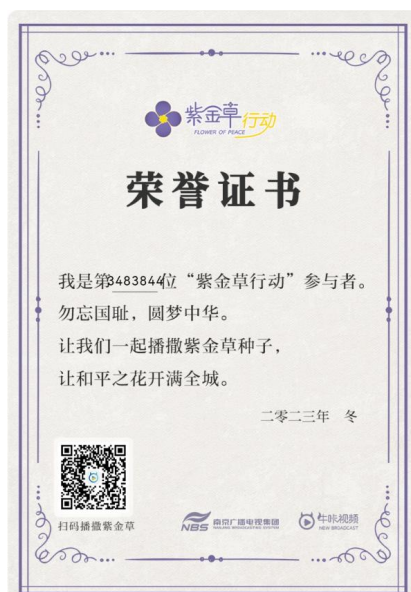 紫金草行动
FLOWER OF PEACE
荣誉证书
我是第3483844位“紫金草行动”参与者。
勿忘国耻，圆梦中华。
让我们一起播撒紫金草种子，
让和平之花开满全城。
二零二三年 冬
扫码播撒紫金草
NBS 南京广播电视集团
NANJING BROADCASTING SYSTEM
牛咔视频
NEW BROADCAST